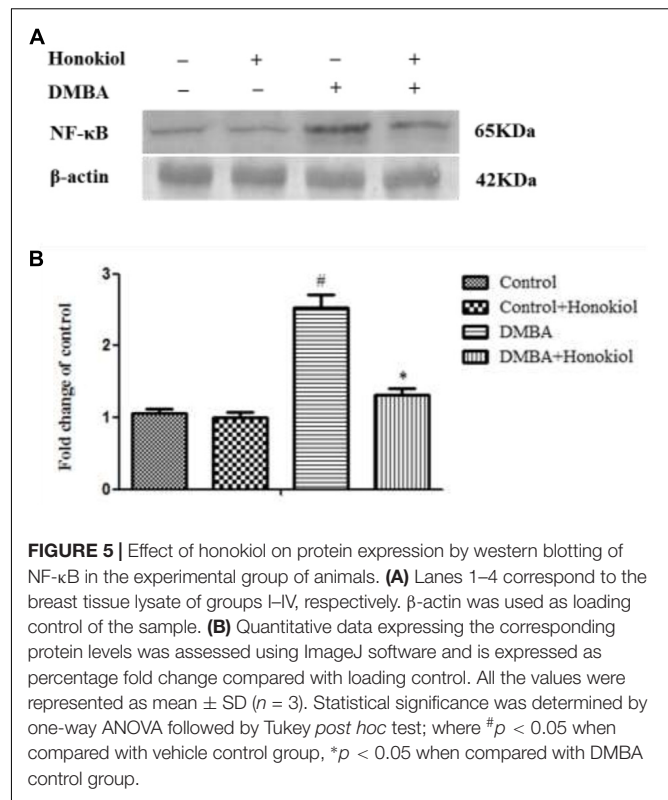 A
Honokiol – + – +
DMBA – – + +
NF-κB 65KDa
β-actin 42KDa
B
3
2
1
0
Fold change of control
#
*
Control
Control+Honokiol
DMBA
DMBA+Honokiol
FIGURE 5 | Effect of honokiol on protein expression by western blotting of
NF-κB in the experimental group of animals. (A) Lanes 1–4 correspond to the
breast tissue lysate of groups I–IV, respectively. β-actin was used as loading
control of the sample. (B) Quantitative data expressing the corresponding
protein levels was assessed using ImageJ software and is expressed as
percentage fold change compared with loading control. All the values were
represented as mean ± SD (n = 3). Statistical significance was determined by
one-way ANOVA followed by Tukey post hoc test; where #p < 0.05 when
compared with vehicle control group, *p < 0.05 when compared with DMBA
control group.